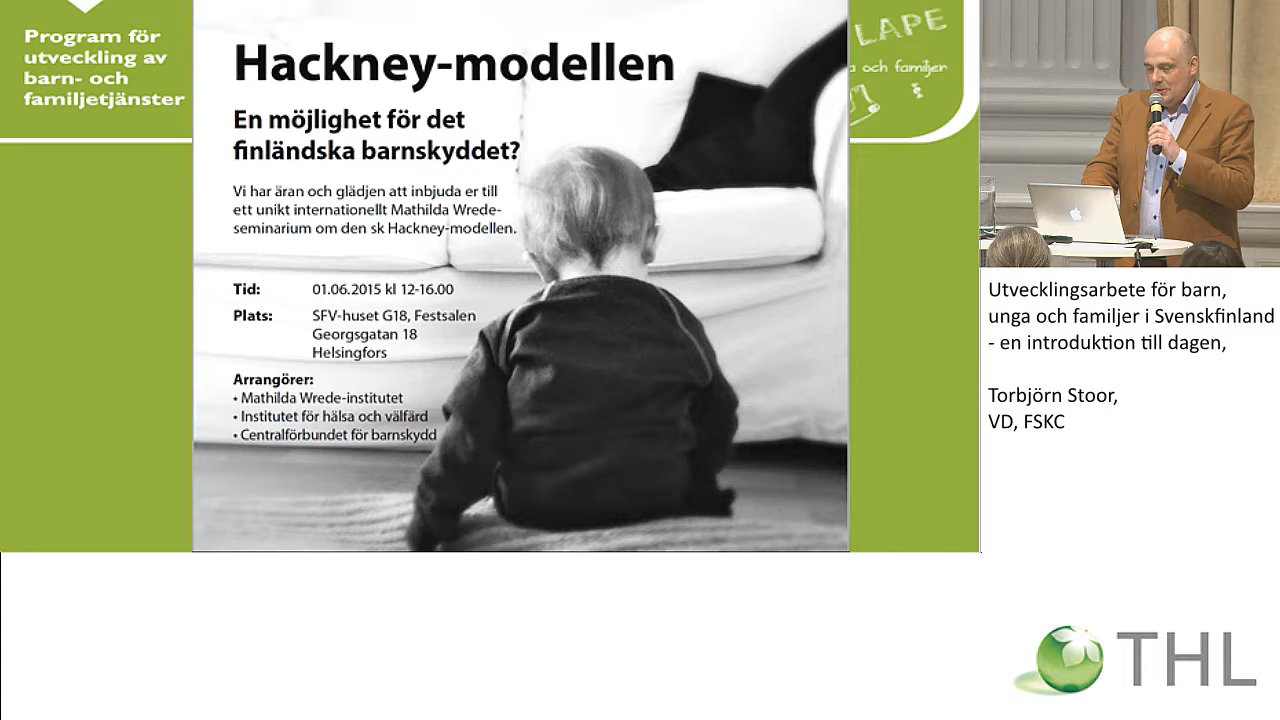 Program för
utveckling av
barn- och
familjetjänster
Hackney-modellen
En möjlighet för det
finländska barnskyddet?
Vi har äran och glädjen att inbjuda er till
ett unikt internationellt Mathilda Wrede-
seminarium om den sk Hackney-modellen.
Tid: 01.06.2015 kl 12-16.00
Plats: SFV-huset G18, Festsalen
Georgsgatan 18
Helsingfors
Arrangörer:
• Mathilda Wrede-institutet
• Institutet för hälsa och välfärd
• Centralförbundet för barnskydd
LAPE
och familjer
Utvecklingsarbete för barn,
unga och familjer i Svenskfinland
- en introduktion till dagen,
Torbjörn Stoor,
VD, FSKC
THL